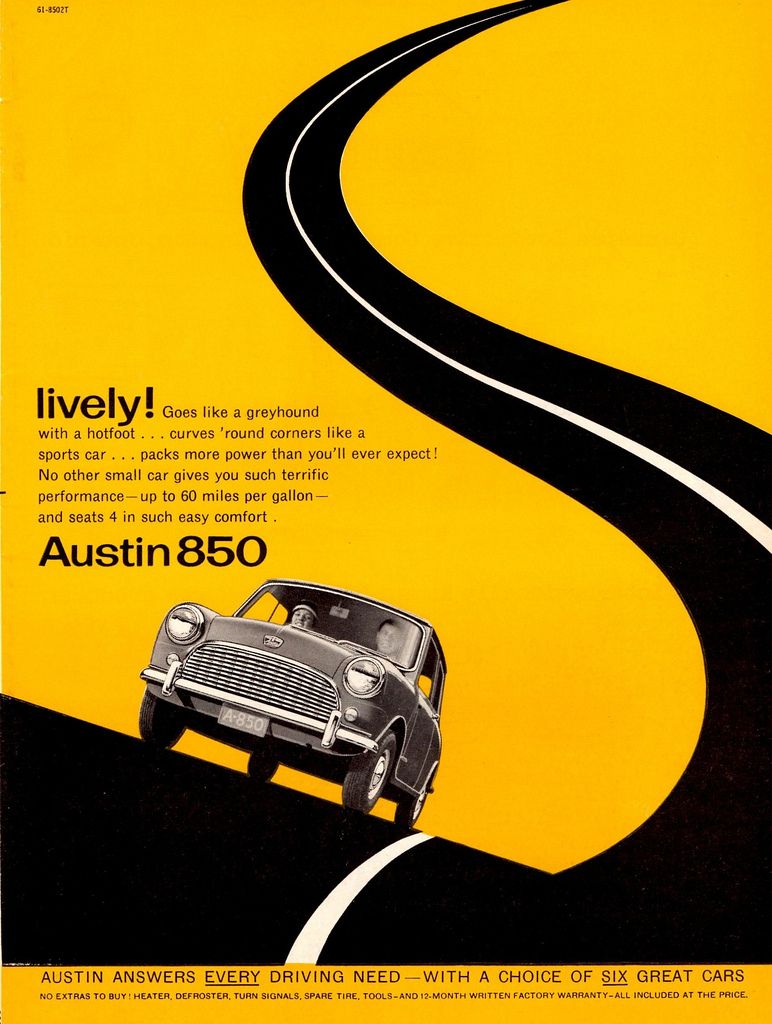 61-8502T
lively! Goes like a greyhound
with a hotfoot . . . curves 'round corners like a
sports car . . . packs more power than you'll ever expect!
No other small car gives you such terrific
performance—up to 60 miles per gallon—
and seats 4 in such easy comfort .
Austin 850
A-850
AUSTIN ANSWERS EVERY DRIVING NEED—WITH A CHOICE OF SIX GREAT CARS
NO EXTRAS TO BUY! HEATER, DEFROSTER, TURN SIGNALS, SPARE TIRE, TOOLS-AND 12-MONTH WRITTEN FACTORY WARRANTY-ALL INCLUDED AT THE PRICE.